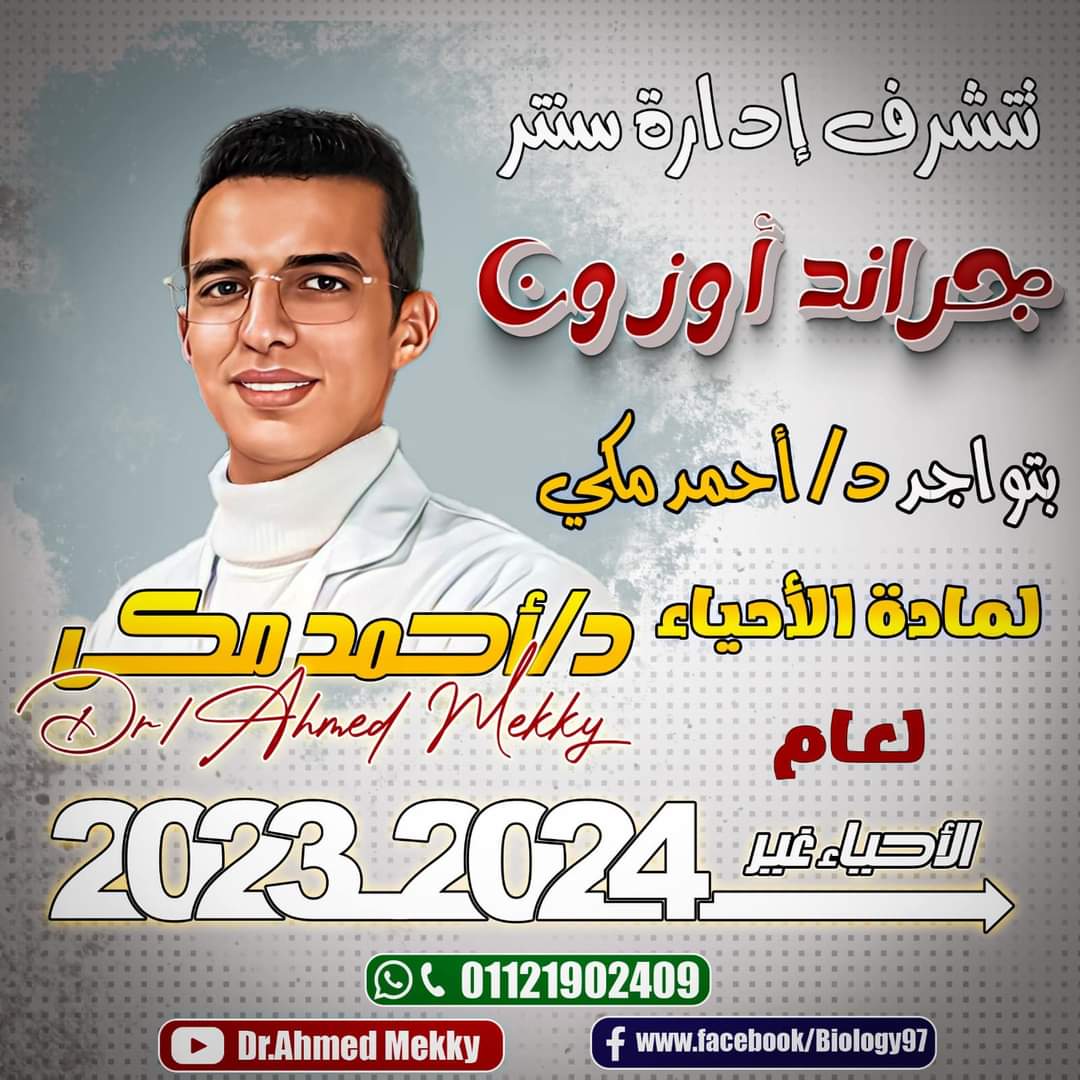 تتشرف إدارة سنتر
جراند أوزون
بتواجد د/أحمد مكي
لمادة الأحياء
لعام
د/أحمد مكى
Dr/ Ahmed Mekky
2023_2024
الأحياء غير
01121902409
Dr.Ahmed Mekky
www.facebook/Biology97